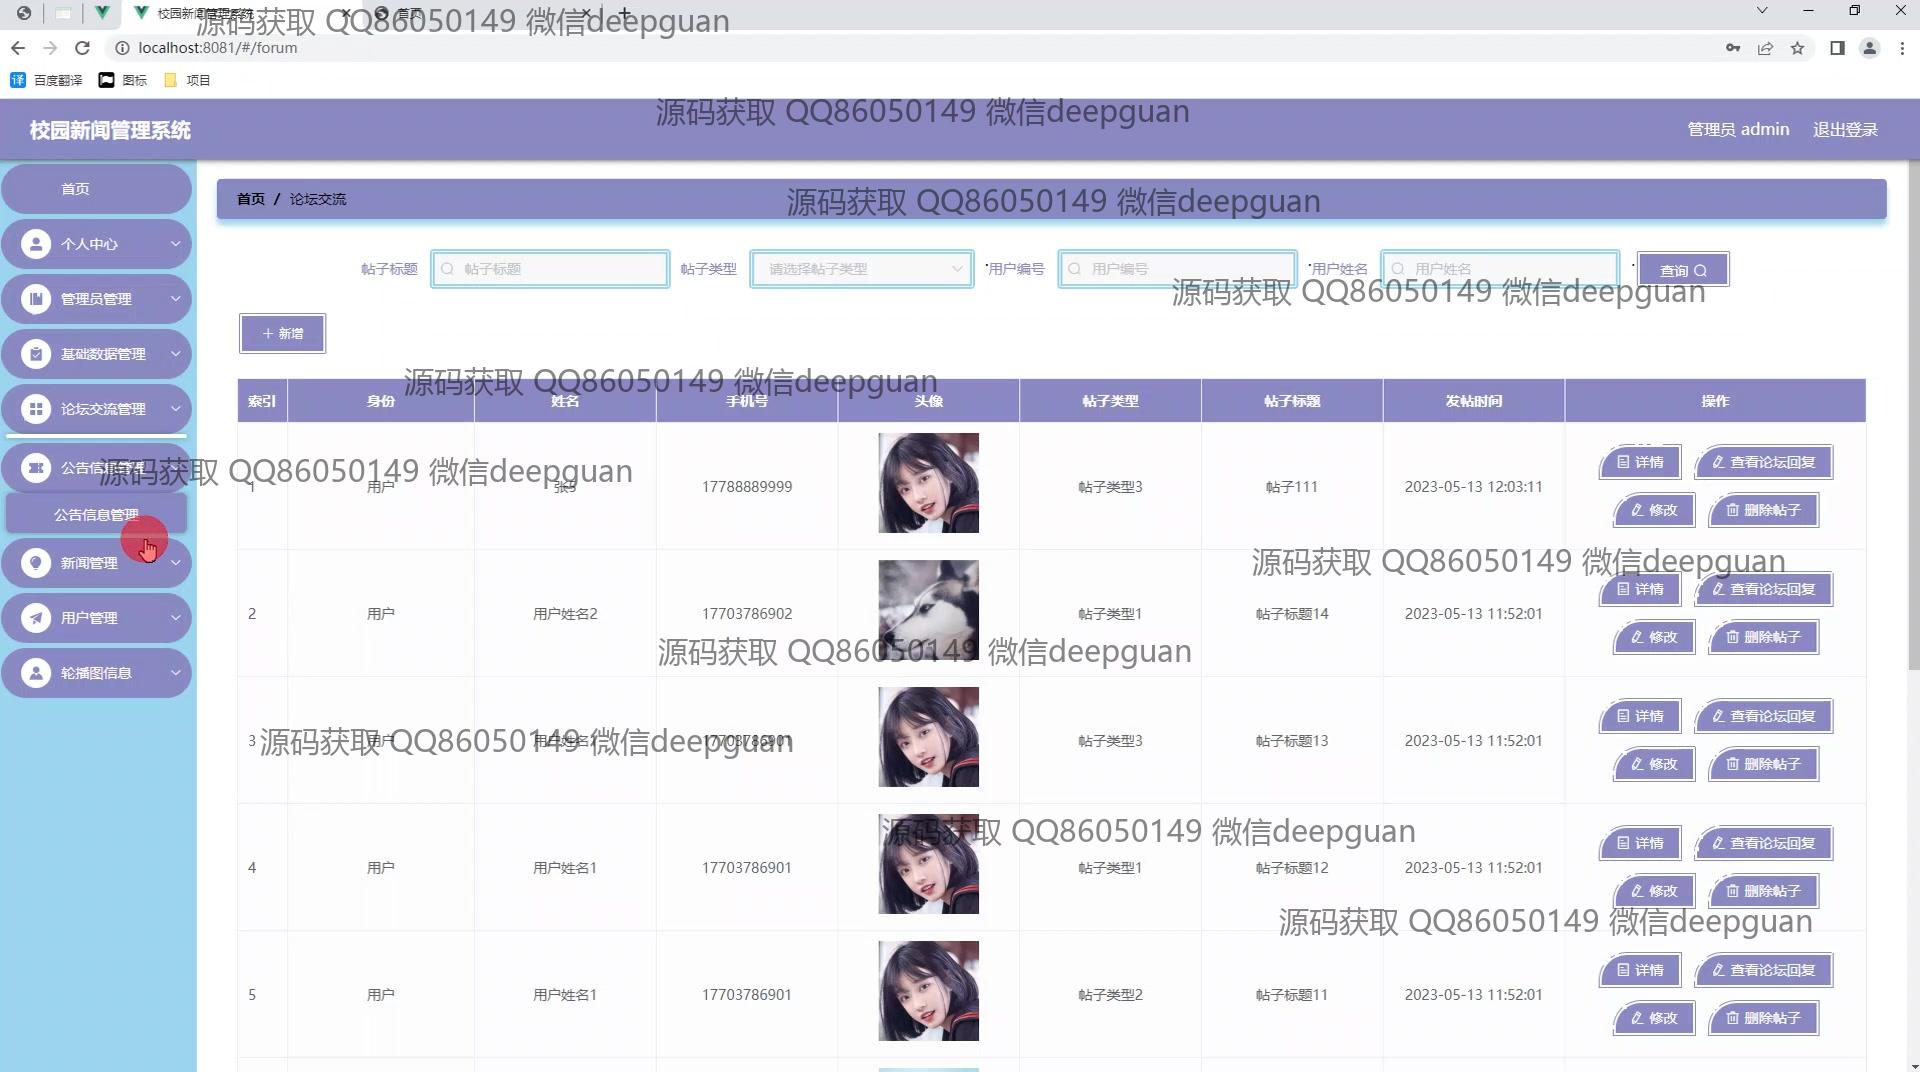 校园新闻管理系统
首页
localhost:8081/#/forum
百度翻译 图标 项目
源码获取 QQ86050149 微信deepguan
源码获取 QQ86050149 微信deepguan
校园新闻管理系统
管理员 admin 退出登录
首页
个人中心
管理员管理
基础数据管理
论坛交流管理
公告信息管理
公告信息管理
新闻管理
用户管理
轮播图信息
首页 / 论坛交流
源码获取 QQ86050149 微信deepguan
帖子标题 帖子标题 帖子类型 请选择帖子类型 用户编号 用户编号 用户姓名 用户姓名 查询
源码获取 QQ86050149 微信deepguan
+ 新增
源码获取 QQ86050149 微信deepguan
索引 身份 姓名 手机号 头像 帖子类型 帖子标题 发帖时间 操作
源码获取 QQ86050149 微信deepguan
1 用户 张5 17788889999 帖子类型3 帖子111 2023-05-13 12:03:11 详情 查看论坛回复
修改 删除帖子
源码获取 QQ86050149 微信deepguan
2 用户 用户姓名2 17703786902 帖子类型1 帖子标题14 2023-05-13 11:52:01 详情 查看论坛回复
修改 删除帖子
源码获取 QQ86050149 微信deepguan
3 用户 用户姓名1 17703786901 帖子类型3 帖子标题13 2023-05-13 11:52:01 详情 查看论坛回复
修改 删除帖子
源码获取 QQ86050149 微信deepguan
源码获取 QQ86050149 微信deepguan
4 用户 用户姓名1 17703786901 帖子类型1 帖子标题12 2023-05-13 11:52:01 详情 查看论坛回复
修改 删除帖子
源码获取 QQ86050149 微信deepguan
5 用户 用户姓名1 17703786901 帖子类型2 帖子标题11 2023-05-13 11:52:01 详情 查看论坛回复
修改 删除帖子